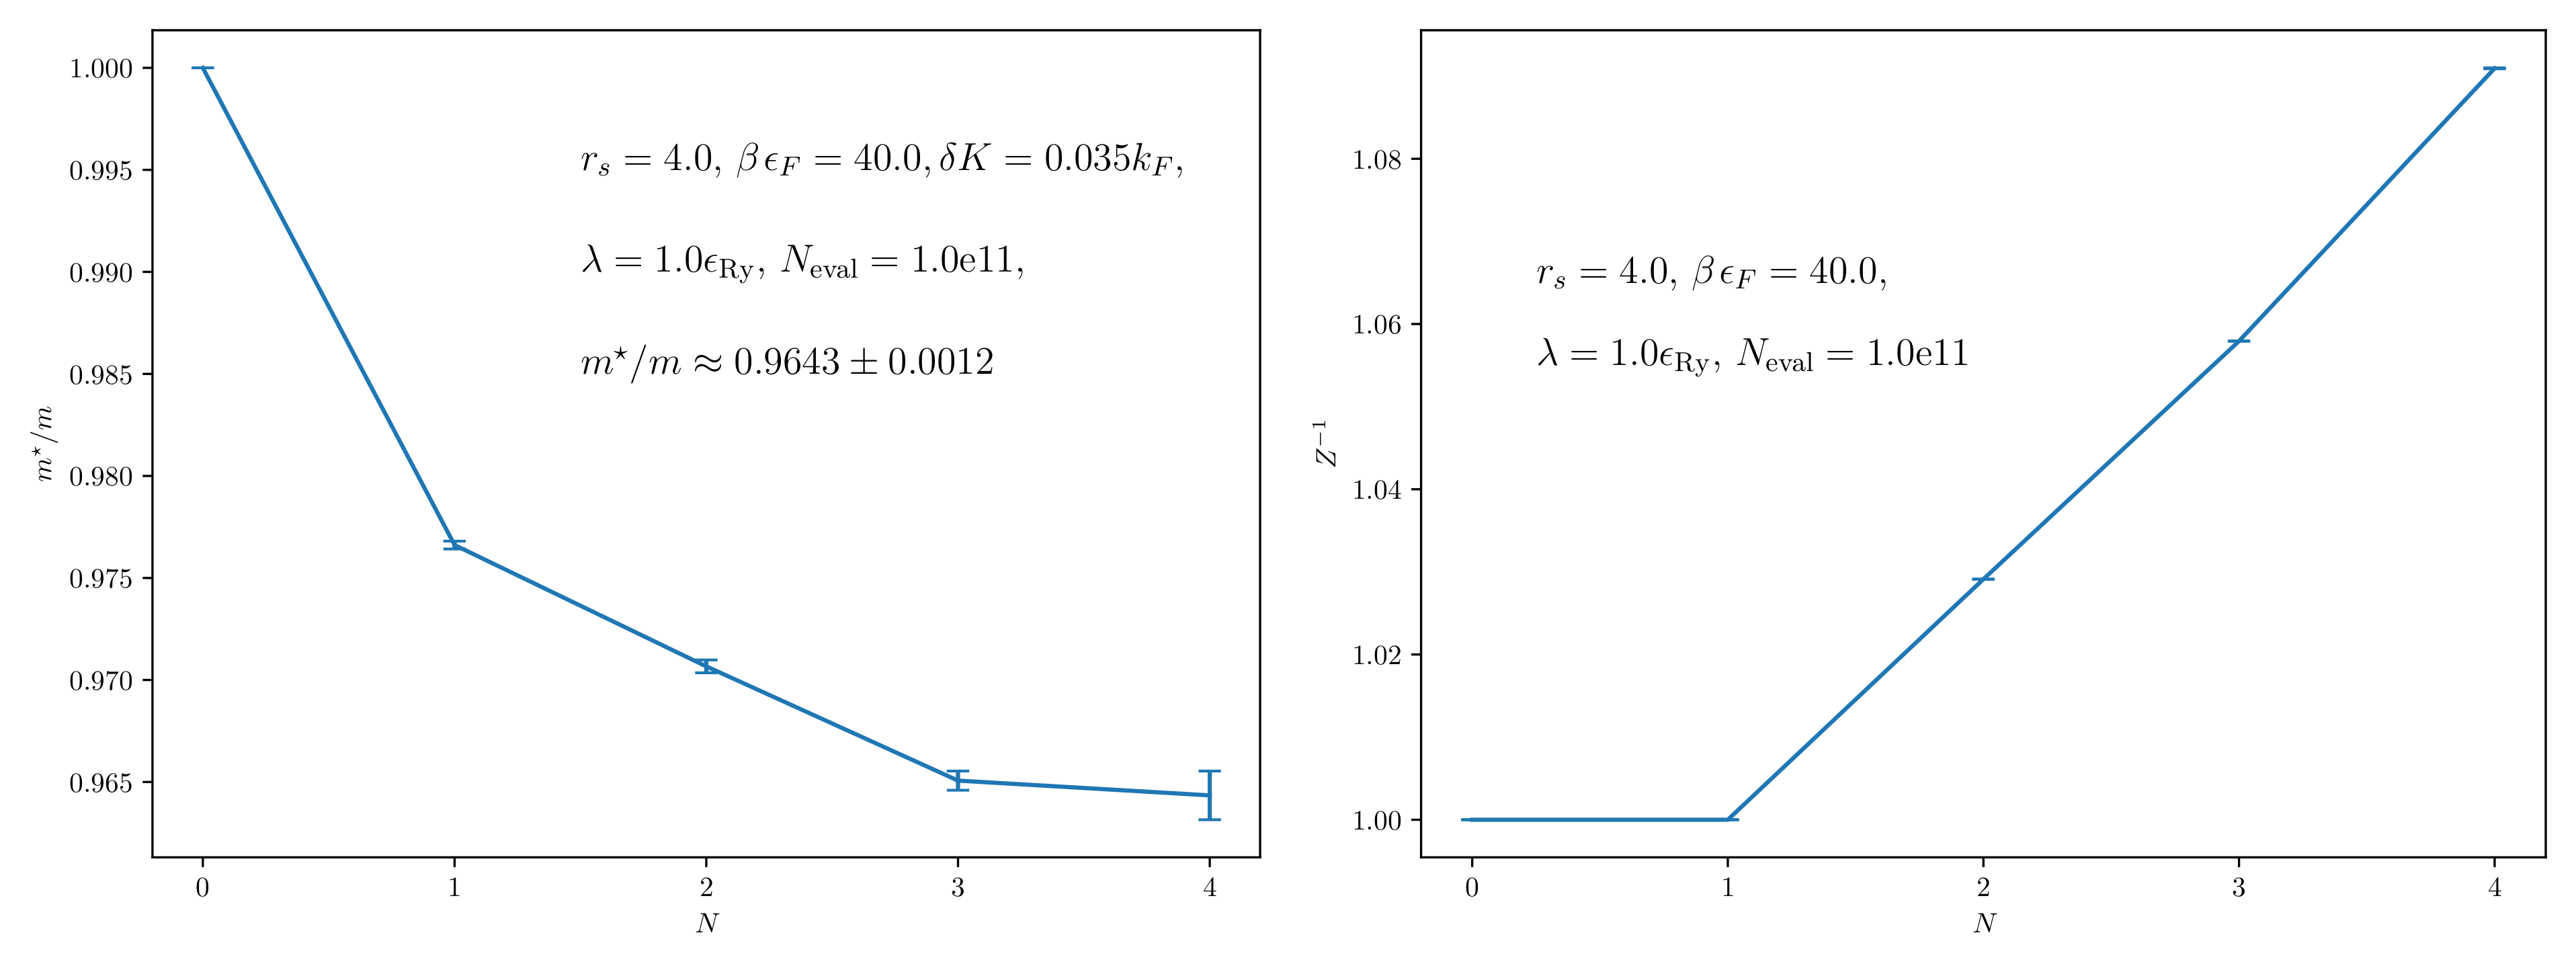 1.000
0.995
0.990
0.985
0.980
0.975
0.970
0.965
m⋆/m
r_s = 4.0, β ϵ_F = 40.0, δK = 0.035k_F,
λ = 1.0ϵ_Ry, N_eval = 1.0e11,
m⋆/m ≈ 0.9643 ± 0.0012
0 1 2 3 4
N
1.08
1.06
1.04
1.02
1.00
Z⁻¹
r_s = 4.0, β ϵ_F = 40.0,
λ = 1.0ϵ_Ry, N_eval = 1.0e11
0 1 2 3 4
N